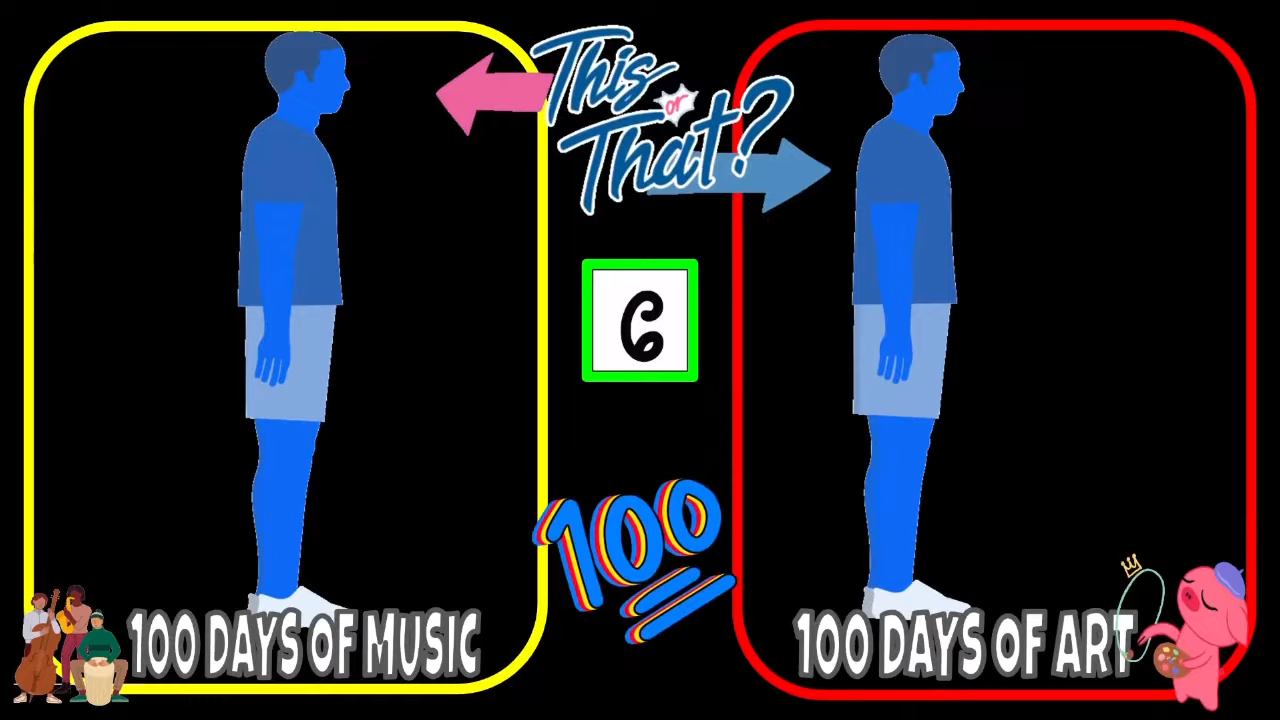 This
or
That?
6
100
100 DAYS OF MUSIC
100 DAYS OF ART